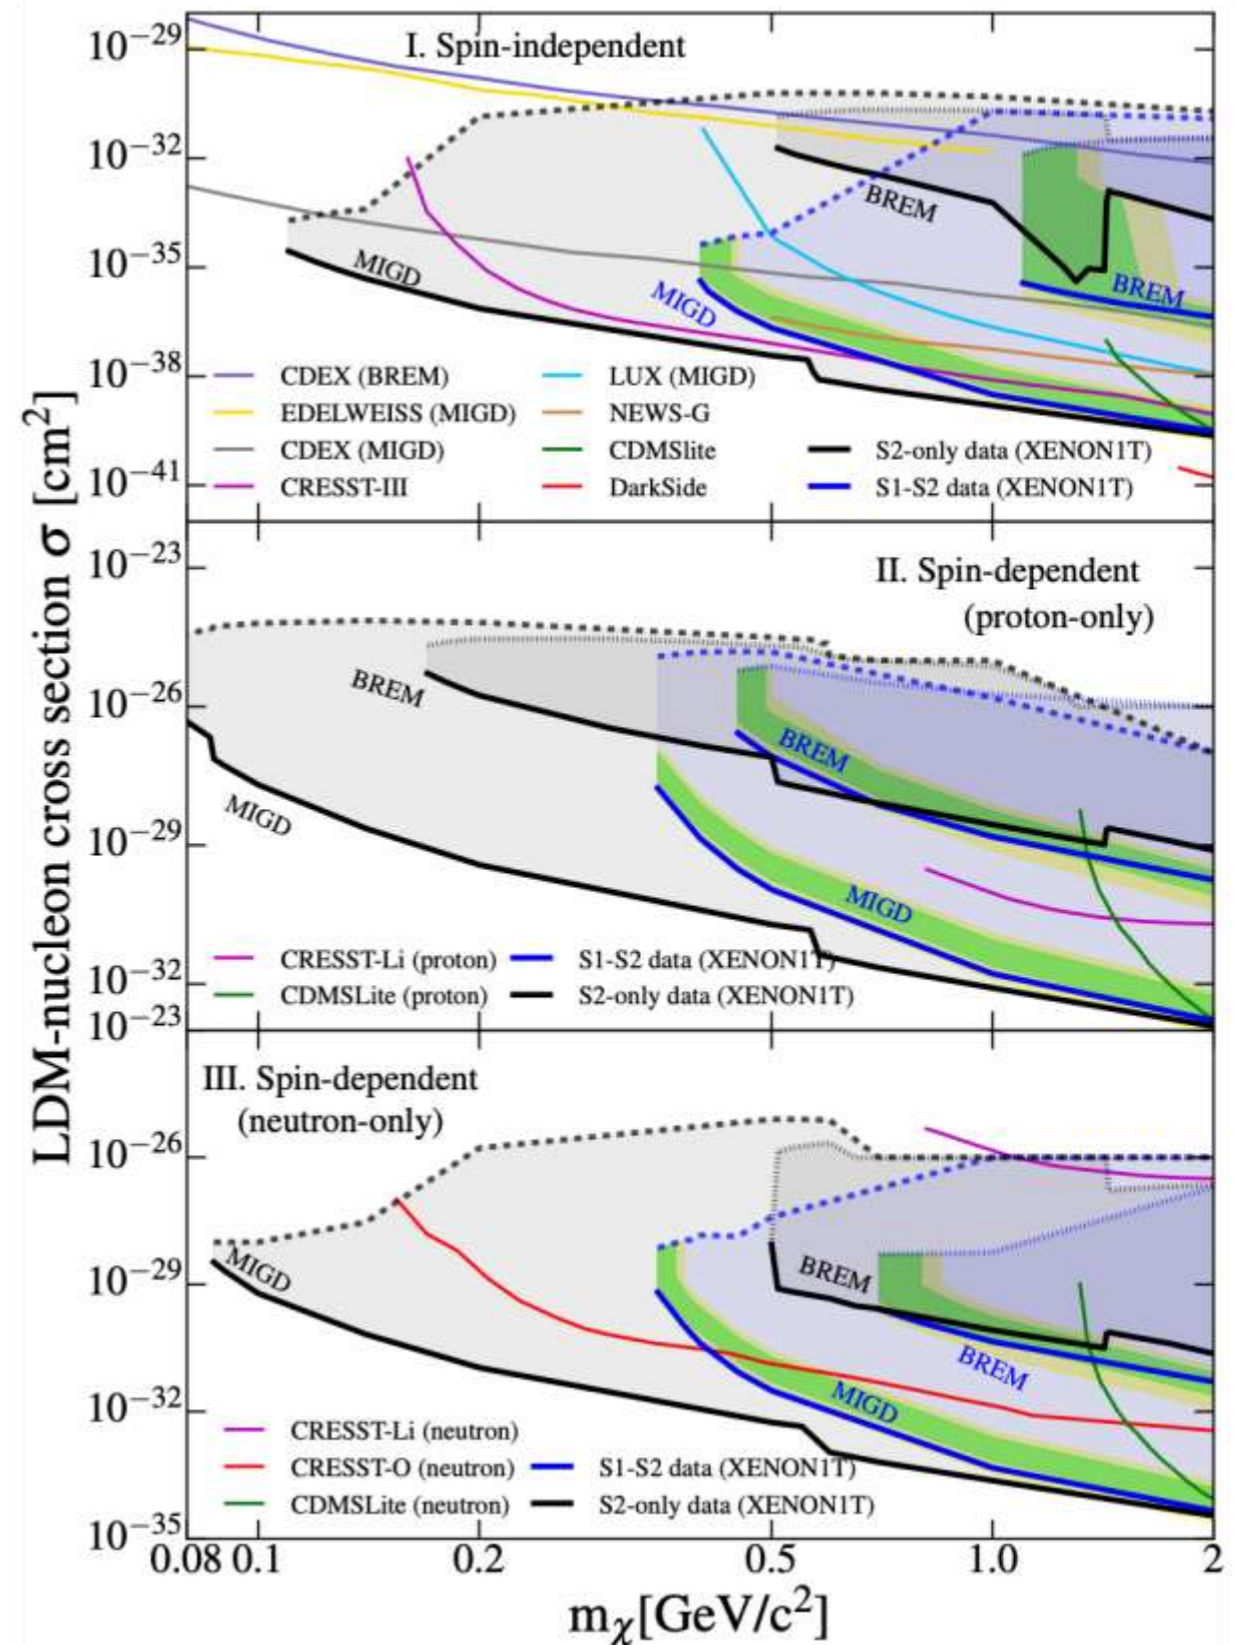 LDM-nucleon cross section σ [cm²]
I. Spin-independent
10⁻²⁹
10⁻³²
10⁻³⁵
10⁻³⁸
10⁻⁴¹
BREM
MIGD
MIGD
BREM
CDEX (BREM)
EDELWEISS (MIGD)
CDEX (MIGD)
CRESST-III
LUX (MIGD)
NEWS-G
CDMSlite
DarkSide
S2-only data (XENON1T)
S1-S2 data (XENON1T)
II. Spin-dependent
(proton-only)
10⁻²³
10⁻²⁶
10⁻²⁹
10⁻³²
BREM
BREM
MIGD
MIGD
CRESST-Li (proton)
CDMSLite (proton)
S1-S2 data (XENON1T)
S2-only data (XENON1T)
III. Spin-dependent
(neutron-only)
10⁻²³
10⁻²⁶
10⁻²⁹
10⁻³²
10⁻³⁵
MIGD
BREM
BREM
MIGD
CRESST-Li (neutron)
CRESST-O (neutron)
CDMSLite (neutron)
S1-S2 data (XENON1T)
S2-only data (XENON1T)
0.08 0.1 0.2 0.5 1.0 2
mχ[GeV/c²]